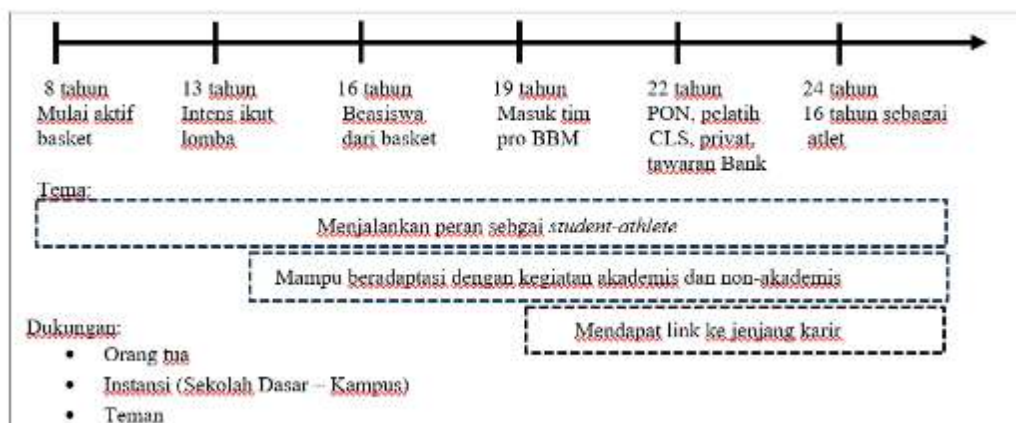 8 tahun 13 tahun 16 tahun 19 tahun 22 tahun 24 tahun
Mulai aktif Intens ikut Beasiswa Masuk tim PON, pelatih 16 tahun sebagai
basket lomba dari basket pro BBM CLS, privat, atlet
tawaran Bank
Tema:
Menjalankan peran sebgai student-athlete
Mampu beradaptasi dengan kegiatan akademis dan non-akademis
Mendapat link ke jenjang karir
Dukungan:
• Orang tua
• Instansi (Sekolah Dasar – Kampus)
• Teman